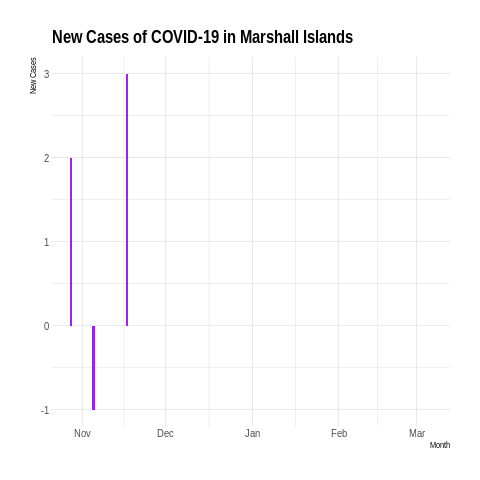 New Cases of COVID-19 in Marshall Islands
New Cases
3
2
1
0
-1
Nov Dec Jan Feb Mar
Month